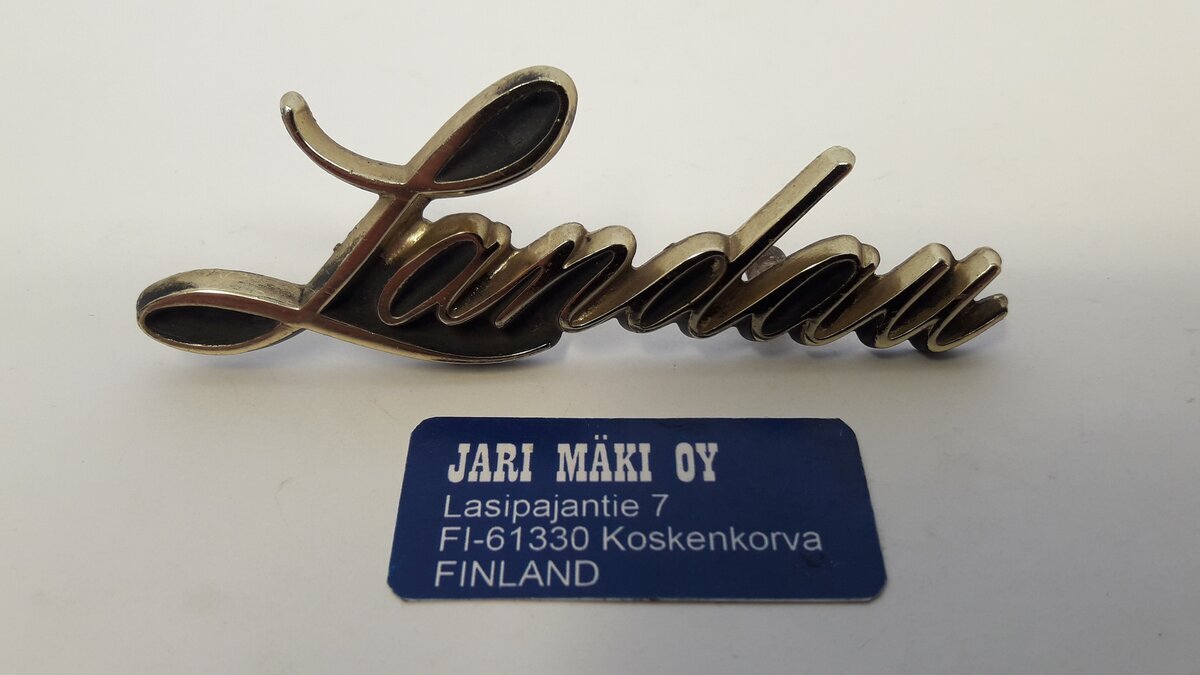 Landau
JARI MÄKI OY
Lasipajantie 7
FI-61330 Koskenkorva
FINLAND